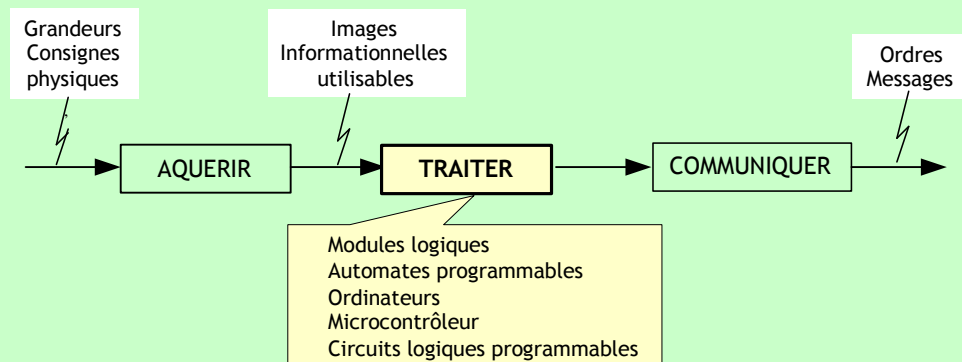 Grandeurs
Consignes
physiques
Images
Informationnelles
utilisables
Ordres
Messages
AQUERIR
TRAITER
COMMUNIQUER
Modules logiques
Automates programmables
Ordinateurs
Microcontrôleur
Circuits logiques programmables